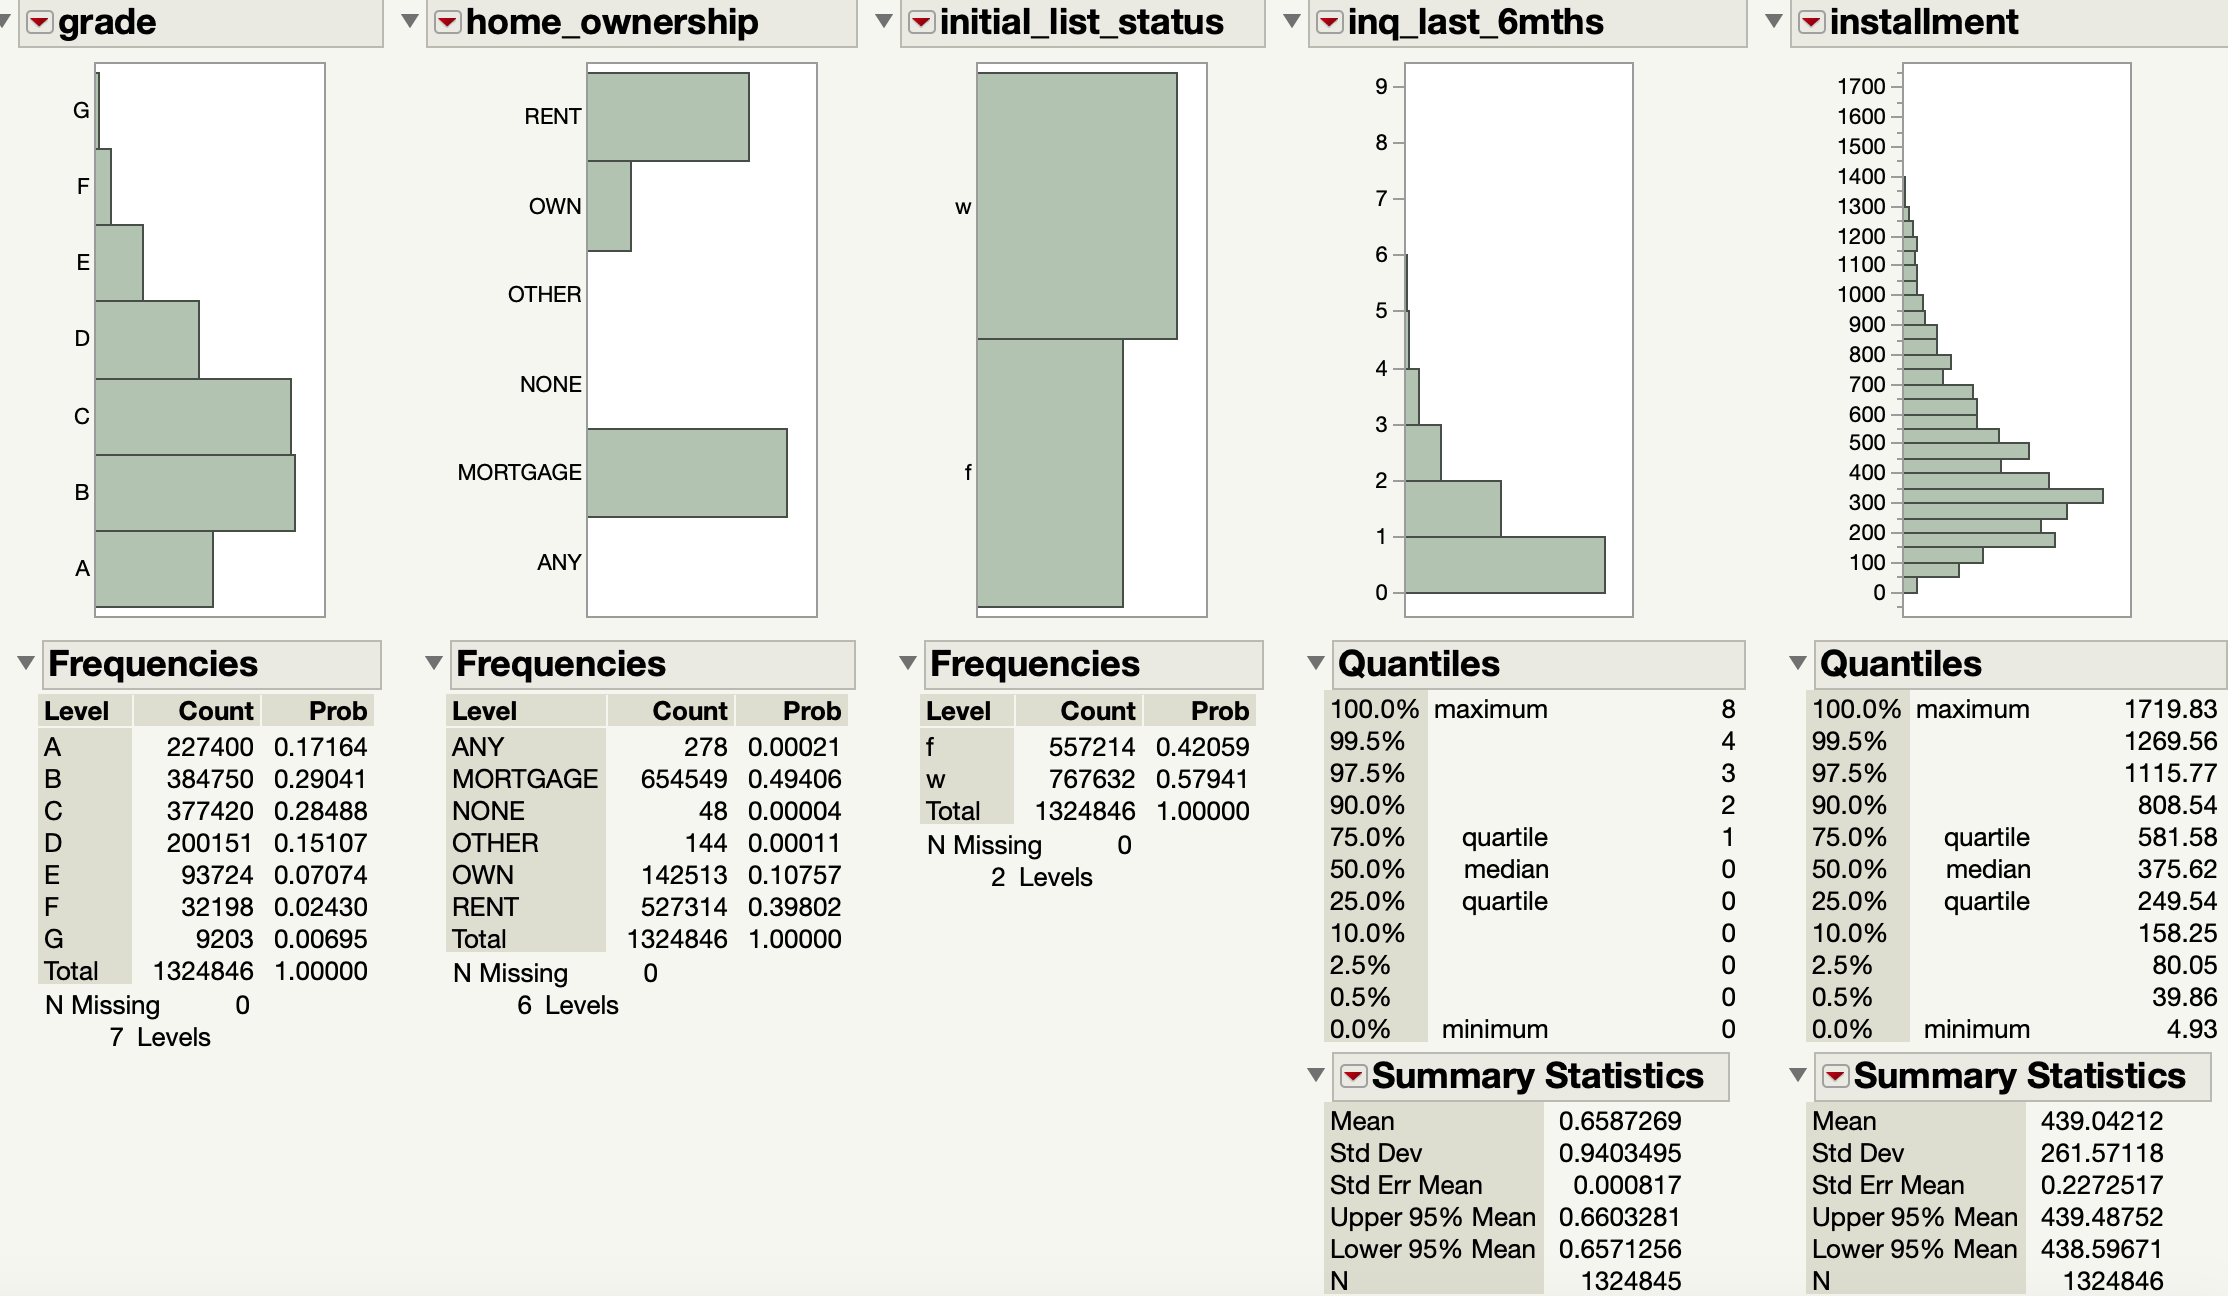 grade
G
F
E
D
C
B
A
Frequencies
Level Count Prob
A 227400 0.17164
B 384750 0.29041
C 377420 0.28488
D 200151 0.15107
E 93724 0.07074
F 32198 0.02430
G 9203 0.00695
Total 1324846 1.00000
N Missing 0
7 Levels
home_ownership
RENT
OWN
OTHER
NONE
MORTGAGE
ANY
Frequencies
Level Count Prob
ANY 278 0.00021
MORTGAGE 654549 0.49406
NONE 48 0.00004
OTHER 144 0.00011
OWN 142513 0.10757
RENT 527314 0.39802
Total 1324846 1.00000
N Missing 0
6 Levels
initial_list_status
w
f
Frequencies
Level Count Prob
f 557214 0.42059
w 767632 0.57941
Total 1324846 1.00000
N Missing 0
2 Levels
inq_last_6mths
9
8
7
6
5
4
3
2
1
0
Quantiles
100.0% maximum 8
99.5% 4
97.5% 3
90.0% 2
75.0% quartile 1
50.0% median 0
25.0% quartile 0
10.0% 0
2.5% 0
0.5% 0
0.0% minimum 0
Summary Statistics
Mean 0.6587269
Std Dev 0.9403495
Std Err Mean 0.000817
Upper 95% Mean 0.6603281
Lower 95% Mean 0.6571256
N 1324845
installment
1700
1600
1500
1400
1300
1200
1100
1000
900
800
700
600
500
400
300
200
100
0
Quantiles
100.0% maximum 1719.83
99.5% 1269.56
97.5% 1115.77
90.0% 808.54
75.0% quartile 581.58
50.0% median 375.62
25.0% quartile 249.54
10.0% 158.25
2.5% 80.05
0.5% 39.86
0.0% minimum 4.93
Summary Statistics
Mean 439.04212
Std Dev 261.57118
Std Err Mean 0.2272517
Upper 95% Mean 439.48752
Lower 95% Mean 438.59671
N 1324846